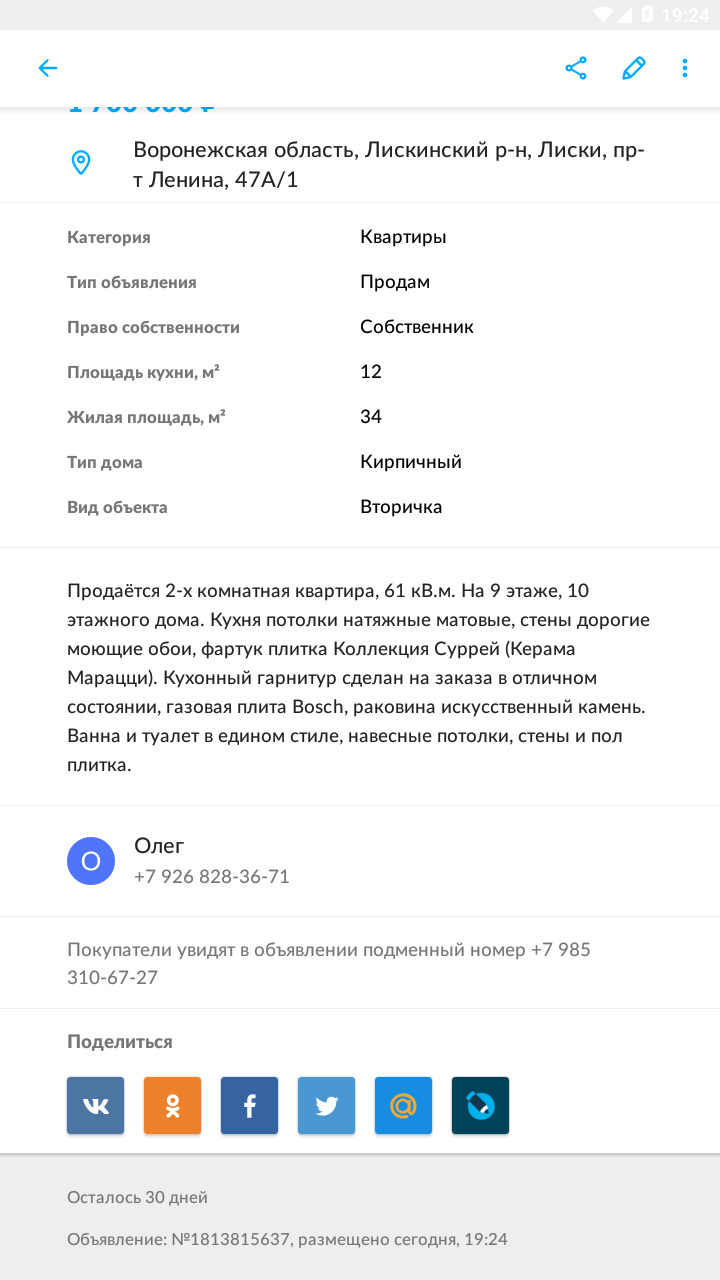 19:24
Воронежская область, Лискинский р-н, Лиски, пр-
т Ленина, 47А/1
Категория Квартиры
Тип объявления Продам
Право собственности Собственник
Площадь кухни, м² 12
Жилая площадь, м² 34
Тип дома Кирпичный
Вид объекта Вторичка
Продаётся 2-х комнатная квартира, 61 кВ.м. На 9 этаже, 10
этажного дома. Кухня потолки натяжные матовые, стены дорогие
моющие обои, фартук плитка Коллекция Суррей (Керама
Марацци). Кухонный гарнитур сделан на заказа в отличном
состоянии, газовая плита Bosch, раковина искусственный камень.
Ванна и туалет в едином стиле, навесные потолки, стены и пол
плитка.
О
Олег
+7 926 828-36-71
Покупатели увидят в объявлении подменный номер +7 985
310-67-27
Поделиться
Осталось 30 дней
Объявление: №1813815637, размещено сегодня, 19:24